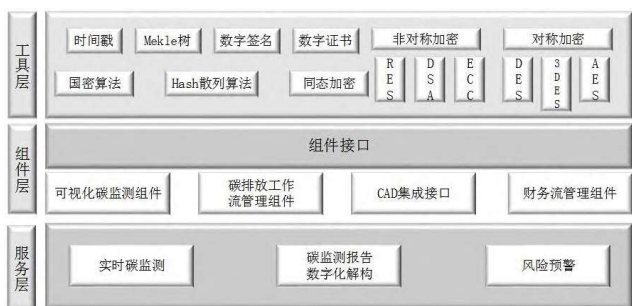 工具层
时间戳
Mekle树
数字签名
数字证书
非对称加密
对称加密
国密算法
Hash散列算法
同态加密
RES
DSA
ECC
DES
3DES
AES
组件层
组件接口
可视化碳监测组件
碳排放工作
流管理组件
CAD集成接口
财务流管理组件
服务层
实时碳监测
碳监测报告
数字化解构
风险预警